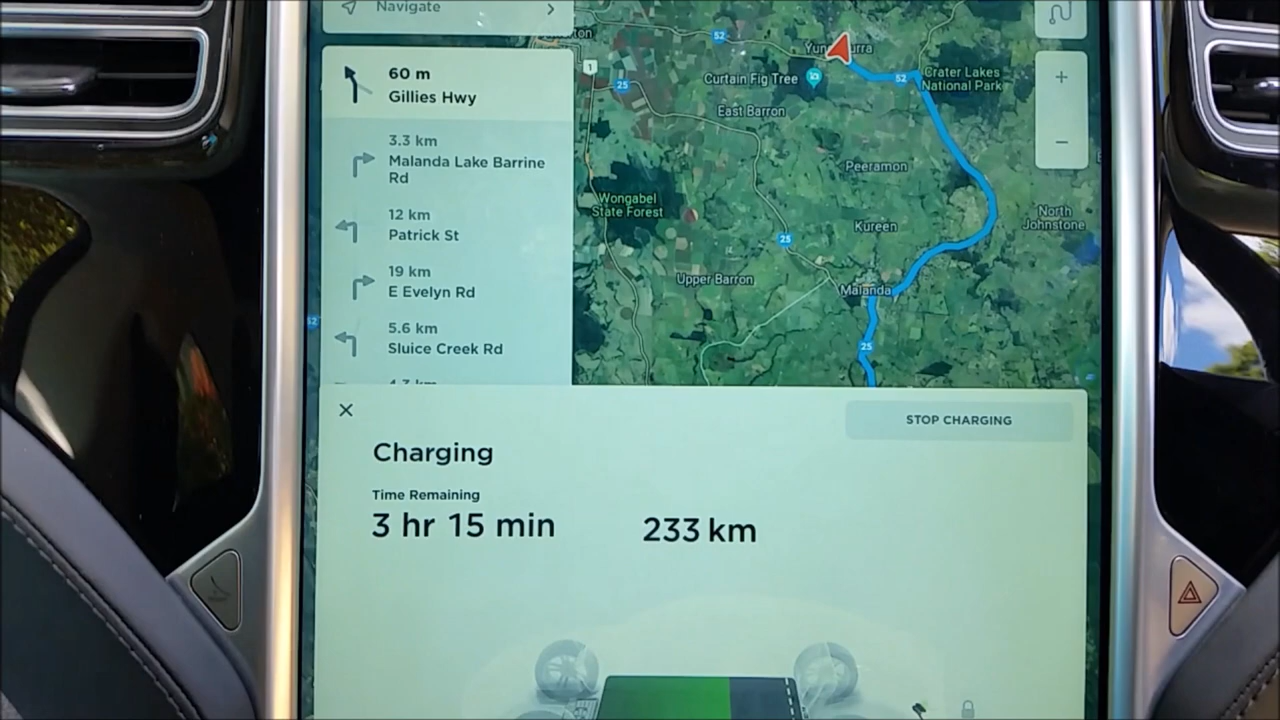 Navigate
60 m
Gillies Hwy
3.3 km
Malanda Lake Barrine
Rd
12 km
Patrick St
19 km
E Evelyn Rd
5.6 km
Sluice Creek Rd
52
1
25
Curtain Fig Tree
52
Crater Lakes
National Park
East Barron
Peeramon
Wongabel
State Forest
North
Johnstone
Kureen
25
Upper Barron
Malanda
52
25
+
−
STOP CHARGING
Charging
Time Remaining
3 hr 15 min
233 km